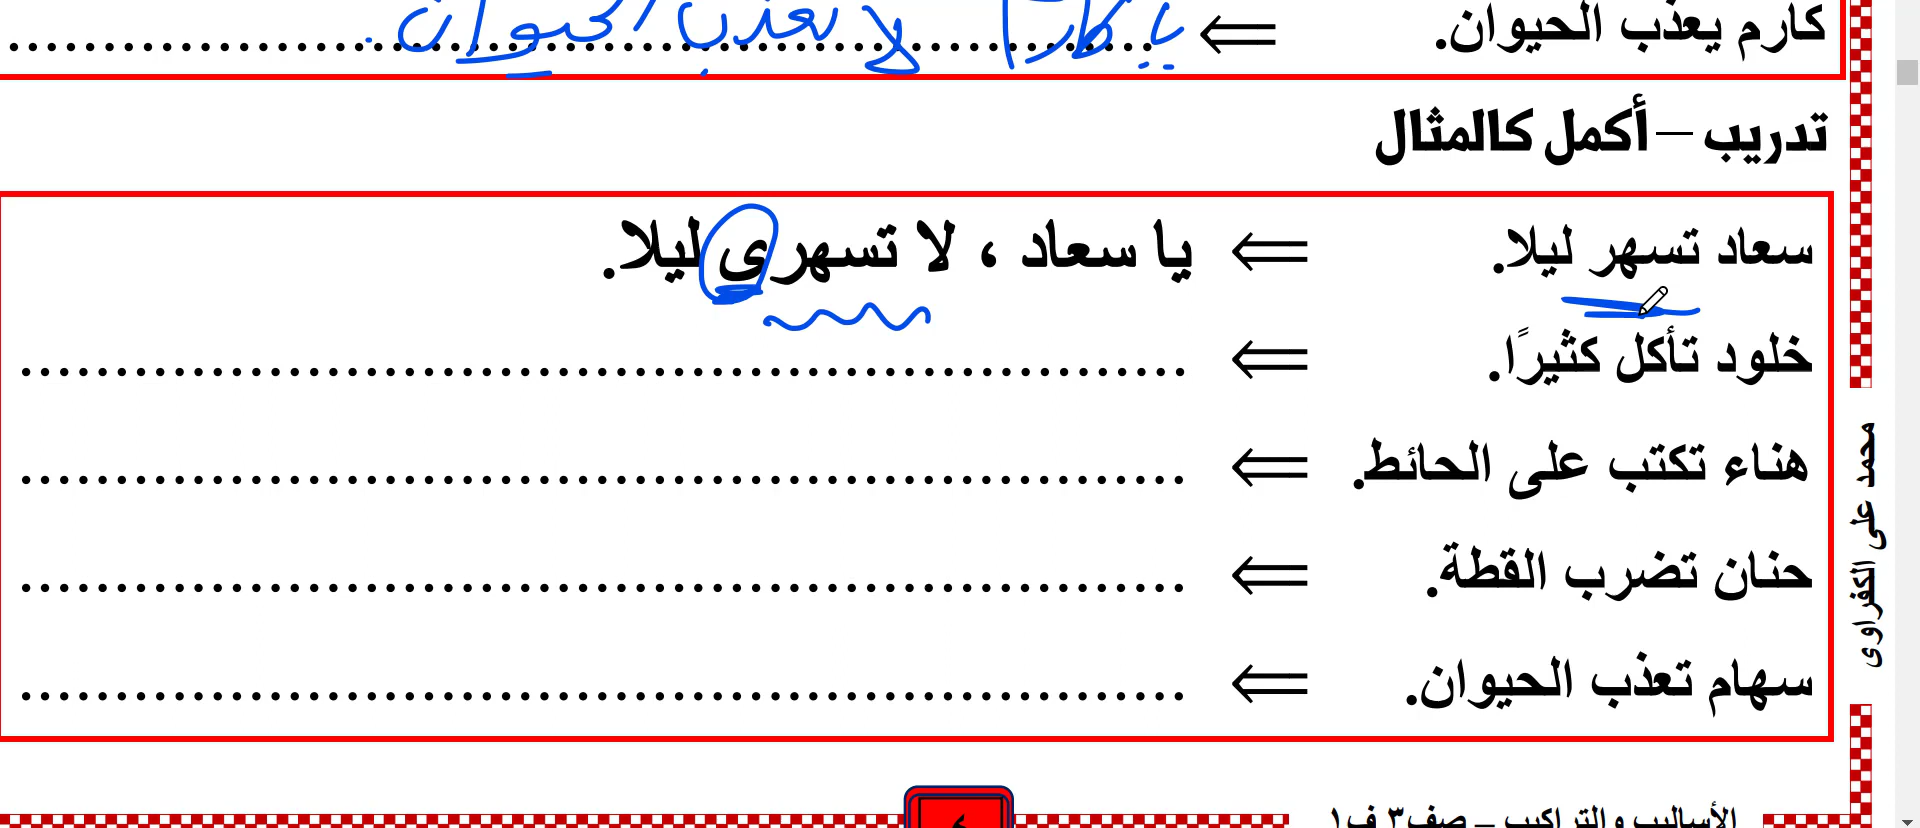 كارم يعذب الحيوان. ⇐ يا كارم لا تعذب الحيوان.
تدريب – أكمل كالمثال
سعاد تسهر ليلا. ⇐ يا سعاد ، لا تسهرى ليلا.
خلود تأكل كثيرًا. ⇐ ........................
هناء تكتب على الحائط. ⇐ ........................
حنان تضرب القطة. ⇐ ........................
سهام تعذب الحيوان. ⇐ ........................
محمد على الكفراوى
الأساليب والتراكيب – صف٣ ف١